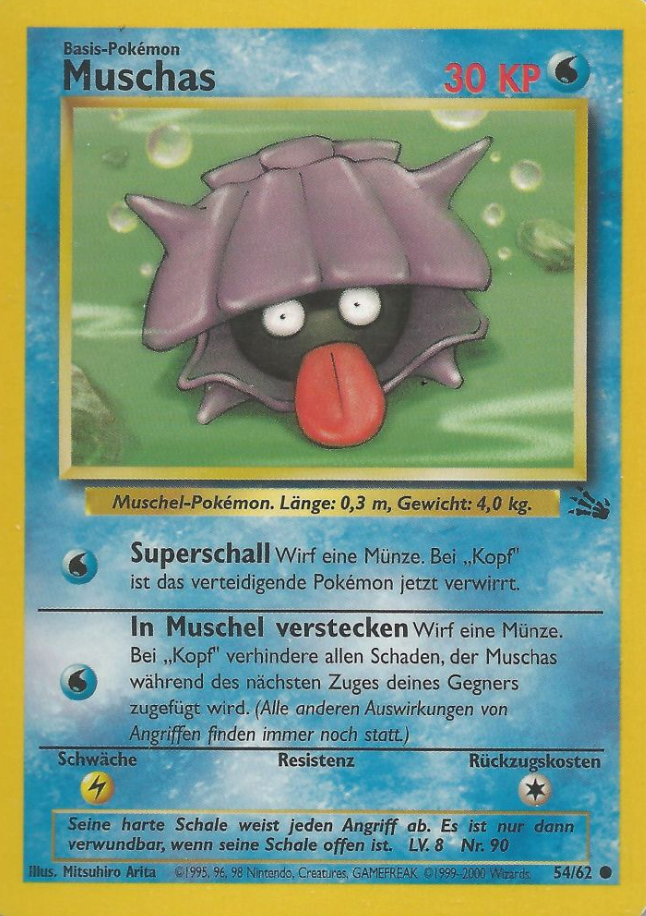 Basis-Pokémon
Muschas
30 KP
Muschel-Pokémon. Länge: 0,3 m, Gewicht: 4,0 kg.
Superschall Wirf eine Münze. Bei „Kopf"
ist das verteidigende Pokémon jetzt verwirrt.
In Muschel verstecken Wirf eine Münze.
Bei „Kopf" verhindere allen Schaden, der Muschas
während des nächsten Zuges deines Gegners
zugefügt wird. (Alle anderen Auswirkungen von
Angriffen finden immer noch statt.)
Schwäche Resistenz Rückzugskosten
Seine harte Schale weist jeden Angriff ab. Es ist nur dann
verwundbar, wenn seine Schale offen ist. LV. 8 Nr. 90
Illus. Mitsuhiro Arita ©1995, 96, 98 Nintendo, Creatures, GAMEFREAK. ©1999-2000 Wizards. 54/62